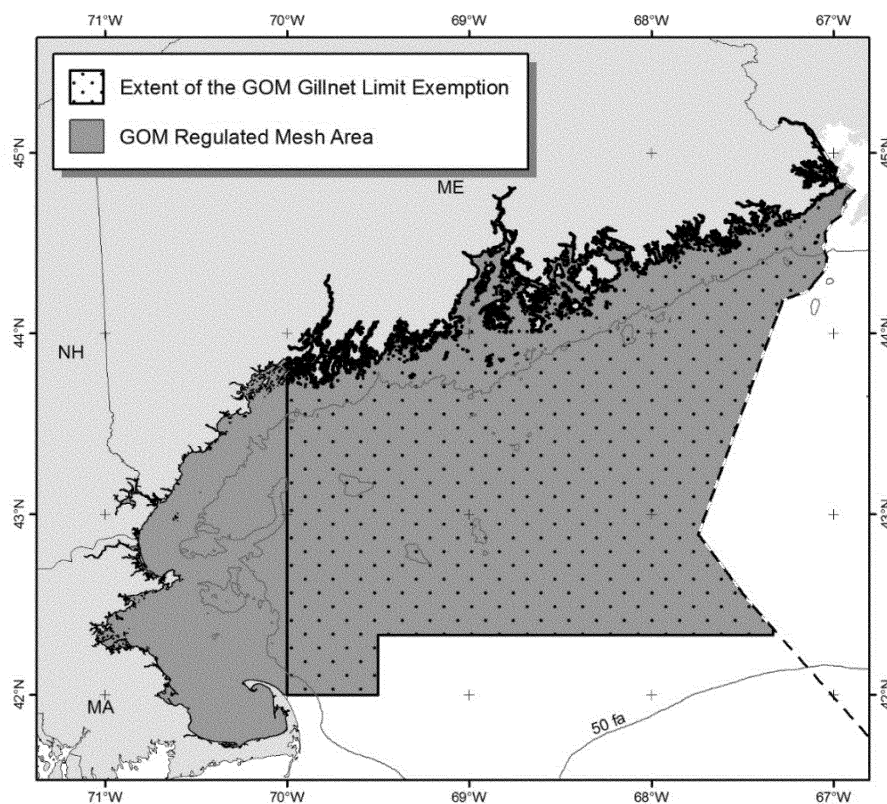 71°W 70°W 69°W 68°W 67°W
Extent of the GOM Gillnet Limit Exemption
GOM Regulated Mesh Area
45°N 45°N
ME
44°N 44°N
NH
43°N 43°N
42°N 42°N
MA
50 fa
71°W 70°W 69°W 68°W 67°W